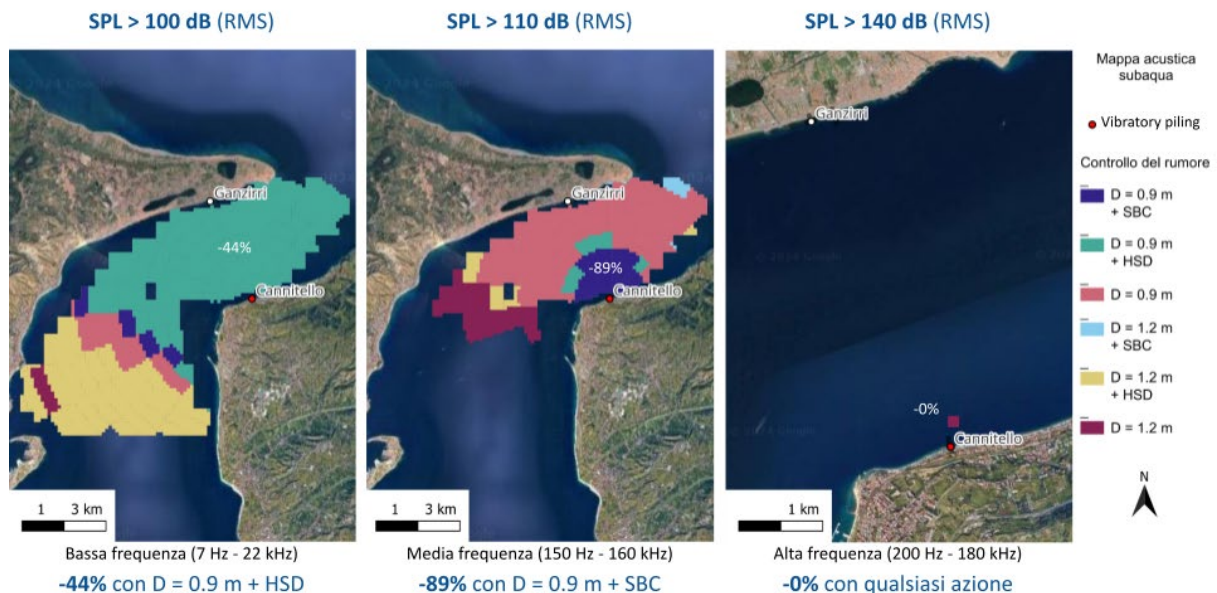 SPL > 100 dB (RMS)
SPL > 110 dB (RMS)
SPL > 140 dB (RMS)
Ganzirri
-44%
Cannitello
1 3 km
Ganzirri
-89%
Cannitello
1 3 km
Ganzirri
-0%
Cannitello
1 km
Mappa acustica
subaqua
Vibratory piling
Controllo del rumore
D = 0.9 m
+ SBC
D = 0.9 m
+ HSD
D = 0.9 m
D = 1.2 m
+ SBC
D = 1.2 m
+ HSD
D = 1.2 m
N
Bassa frequenza (7 Hz - 22 kHz)
Media frequenza (150 Hz - 160 kHz)
Alta frequenza (200 Hz - 180 kHz)
-44% con D = 0.9 m + HSD
-89% con D = 0.9 m + SBC
-0% con qualsiasi azione